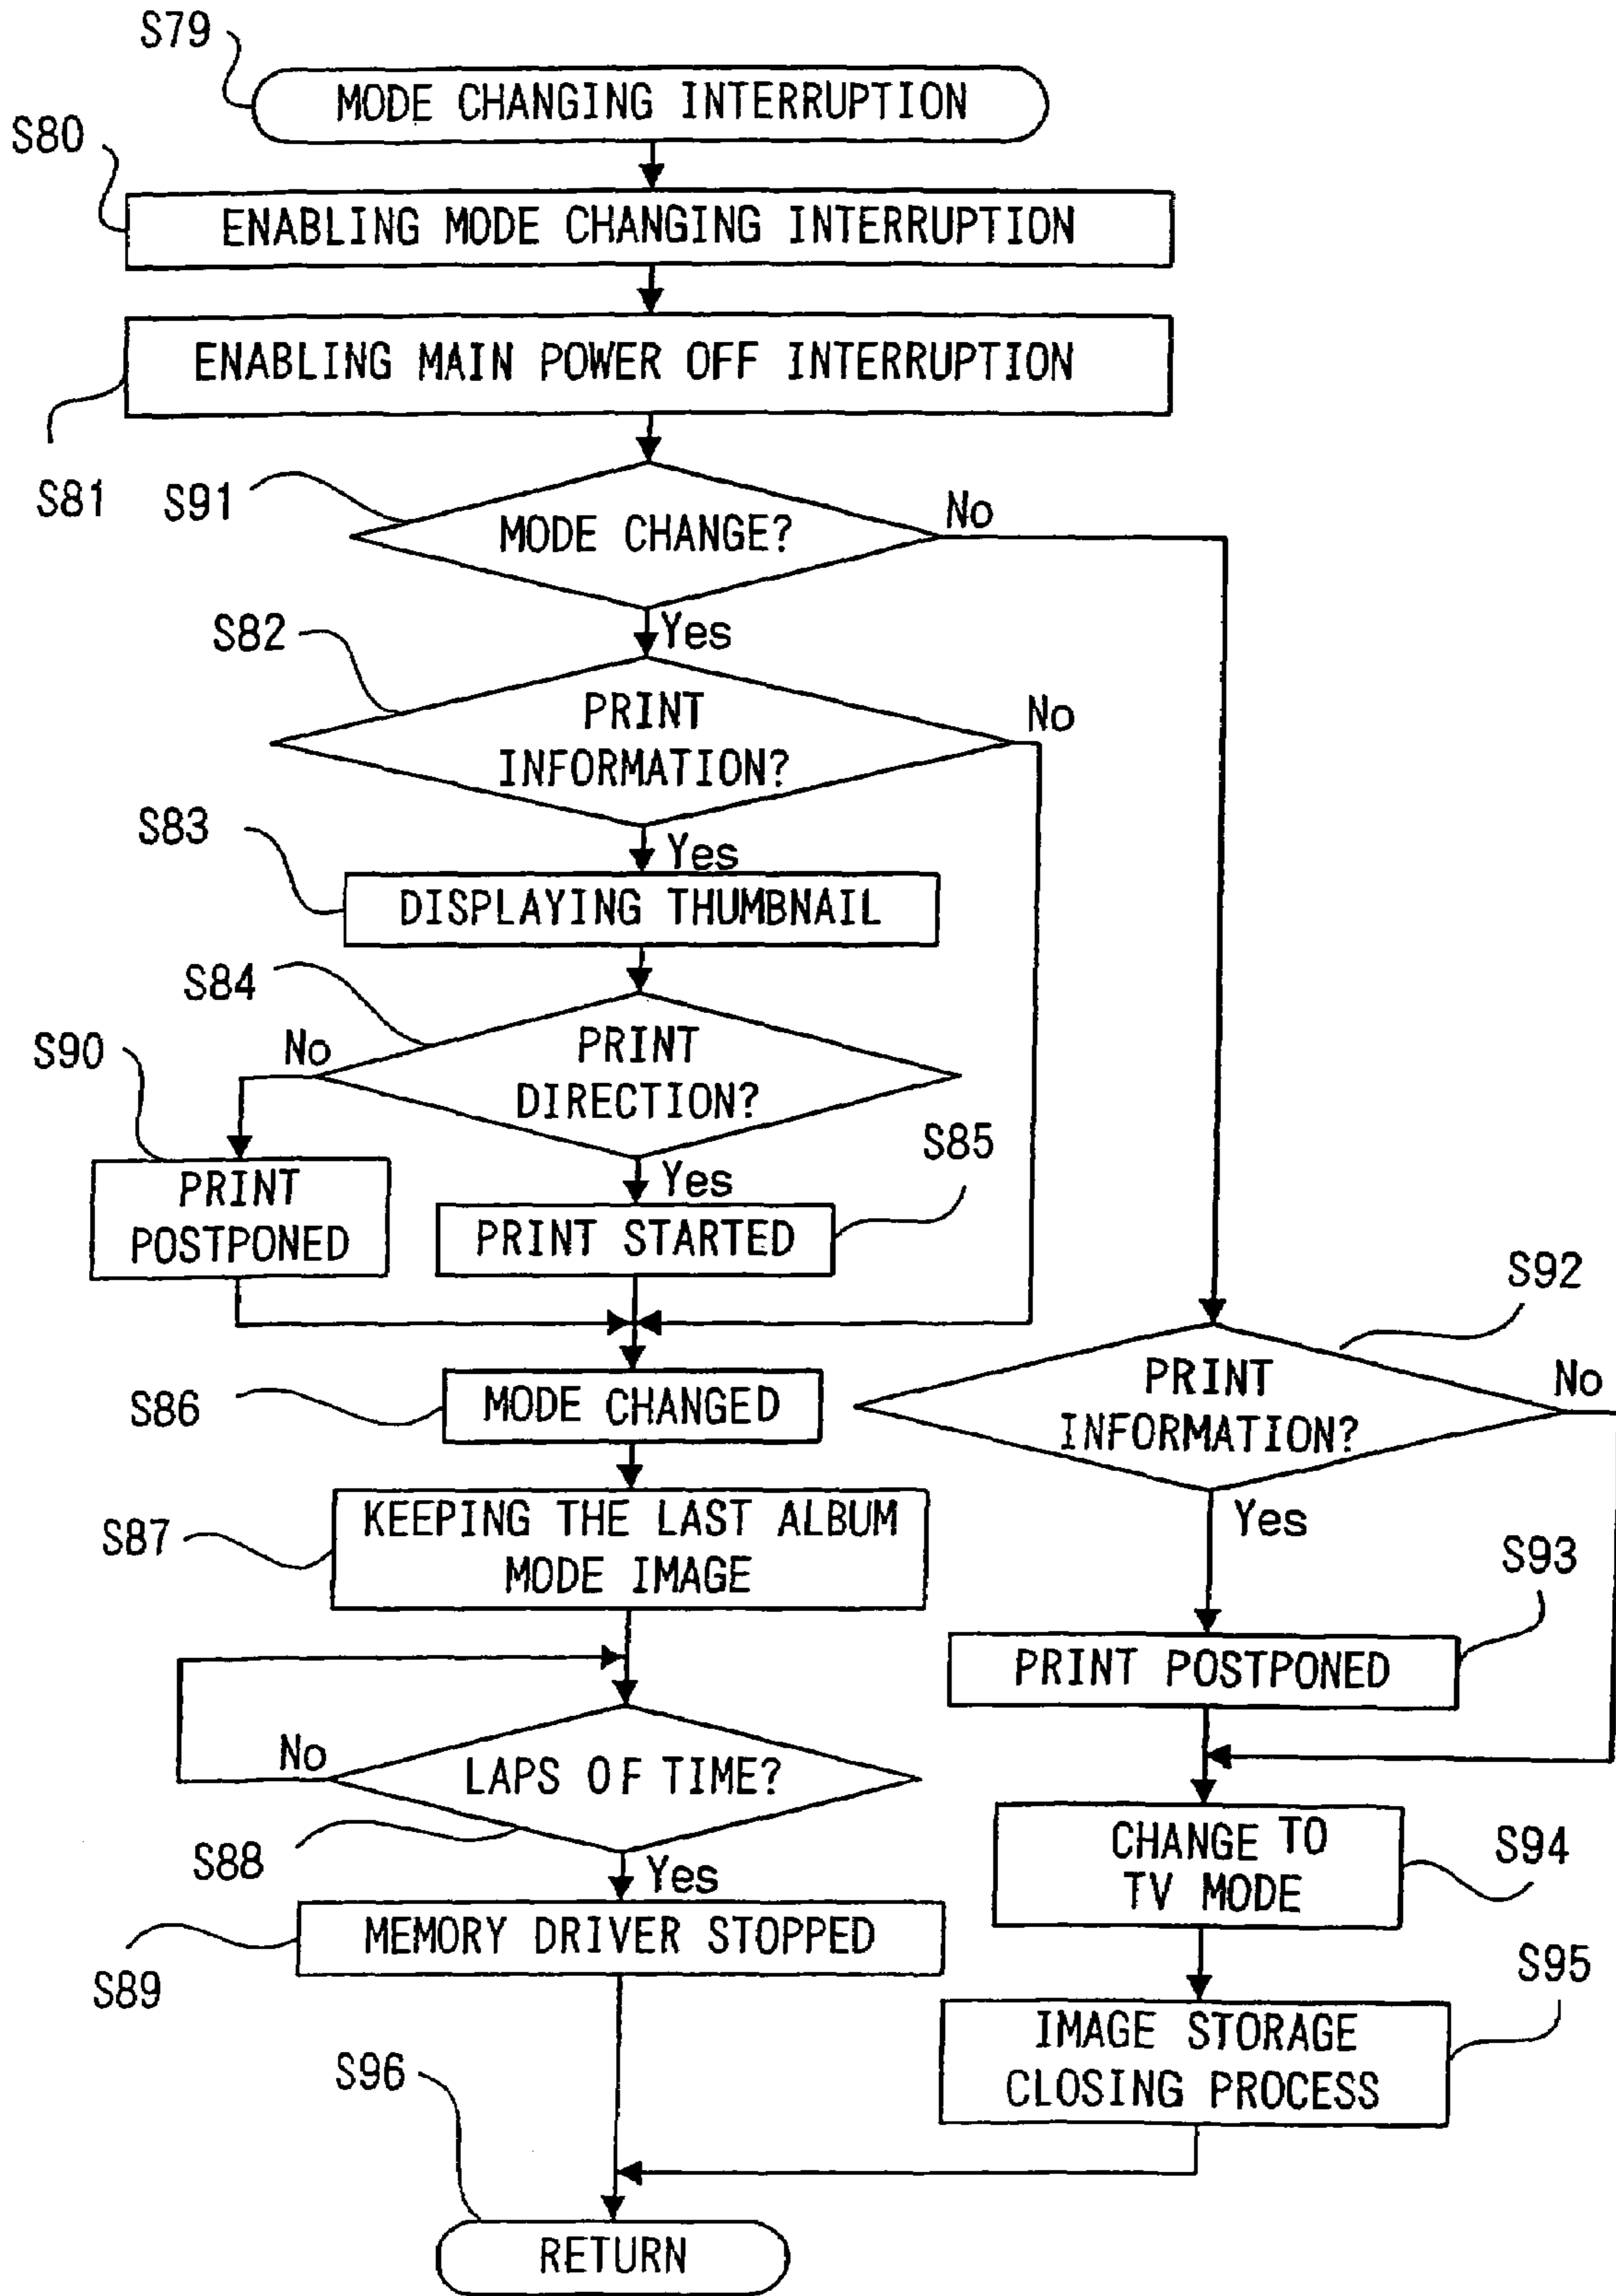 S79
MODE CHANGING INTERRUPTION
S80
ENABLING MODE CHANGING INTERRUPTION
ENABLING MAIN POWER OFF INTERRUPTION
S81
S91
MODE CHANGE?
No
Yes
S82
PRINT
INFORMATION?
No
S83
Yes
DISPLAYING THUMBNAIL
S84
PRINT
DIRECTION?
No
S90
PRINT
POSTPONED
Yes
S85
PRINT STARTED
S86
MODE CHANGED
S87
KEEPING THE LAST ALBUM
MODE IMAGE
No
LAPS OF TIME?
S88
Yes
MEMORY DRIVER STOPPED
S89
S92
PRINT
INFORMATION?
No
Yes
S93
PRINT POSTPONED
CHANGE TO
TV MODE
S94
S95
IMAGE STORAGE
CLOSING PROCESS
S96
RETURN